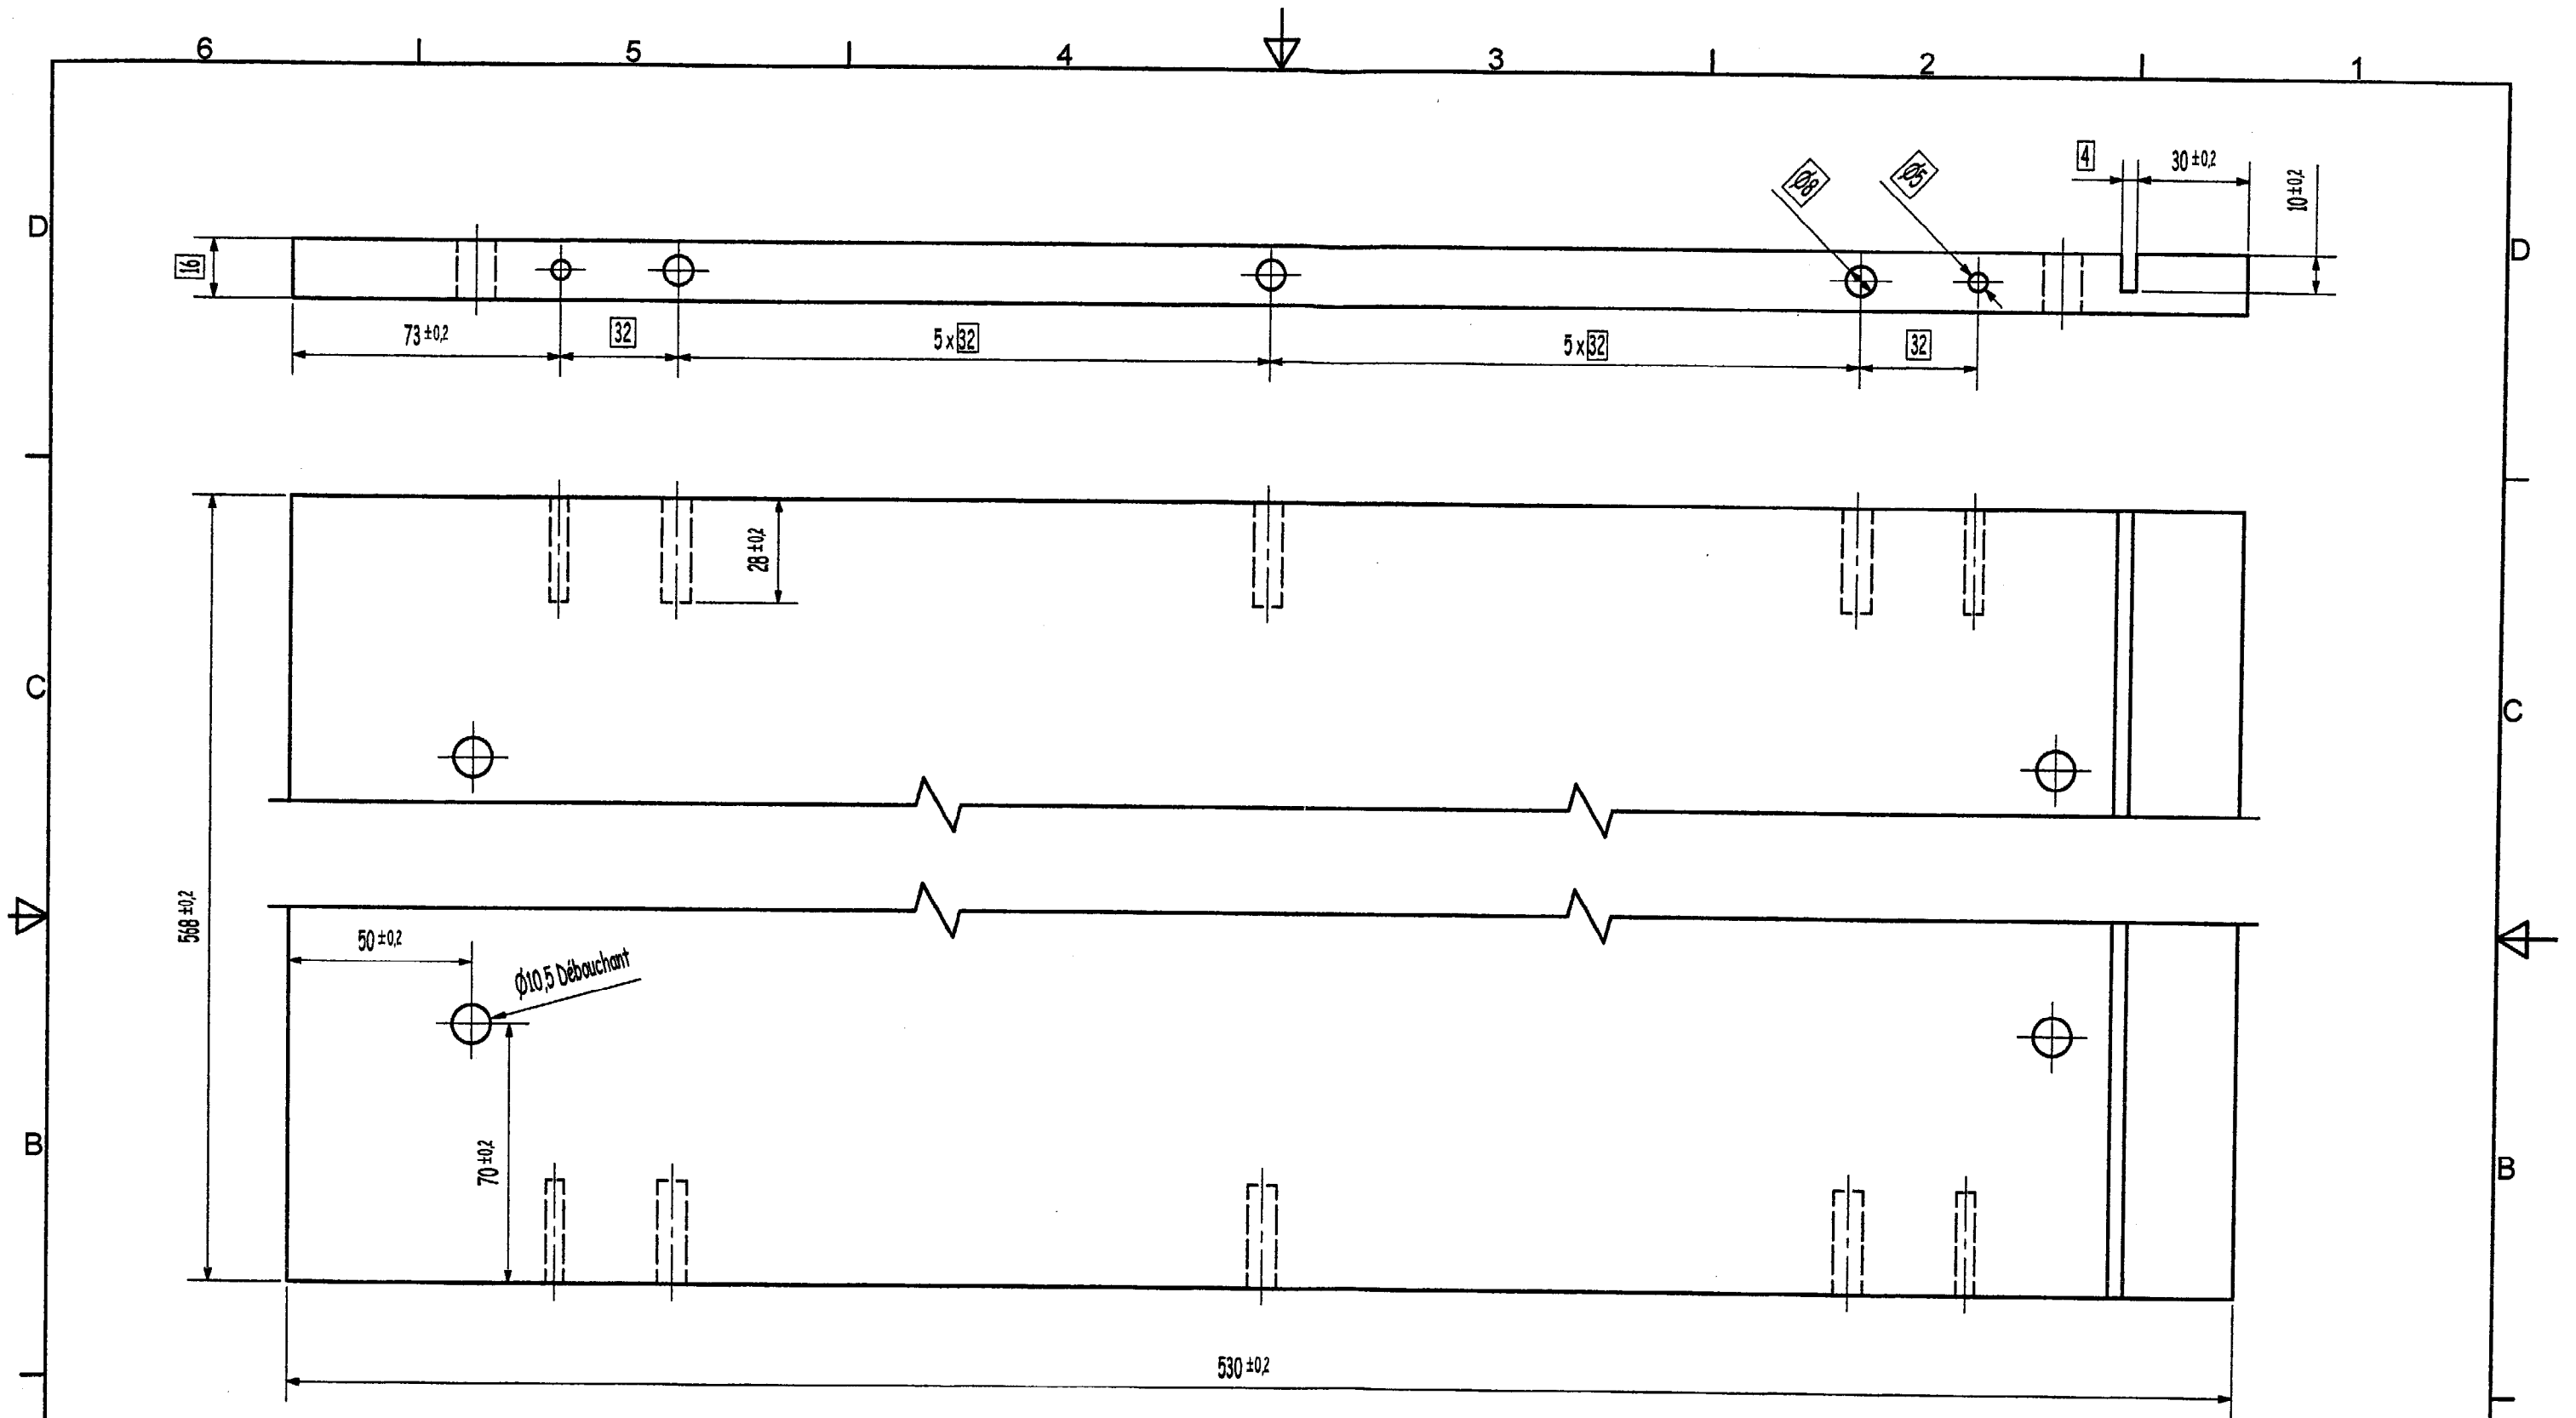 6 5 4 3 2 1
4 30 ±0,2
Ø8 Ø5
10 ±0,2
D D
16
73 ±0,2 32 5 x 32 5 x 32 32
28 ±0,2
C C
568 ±0,2
50 ±0,2
Ø10,5 Débouchant
70 ±0,2
B B
530 ±0,2